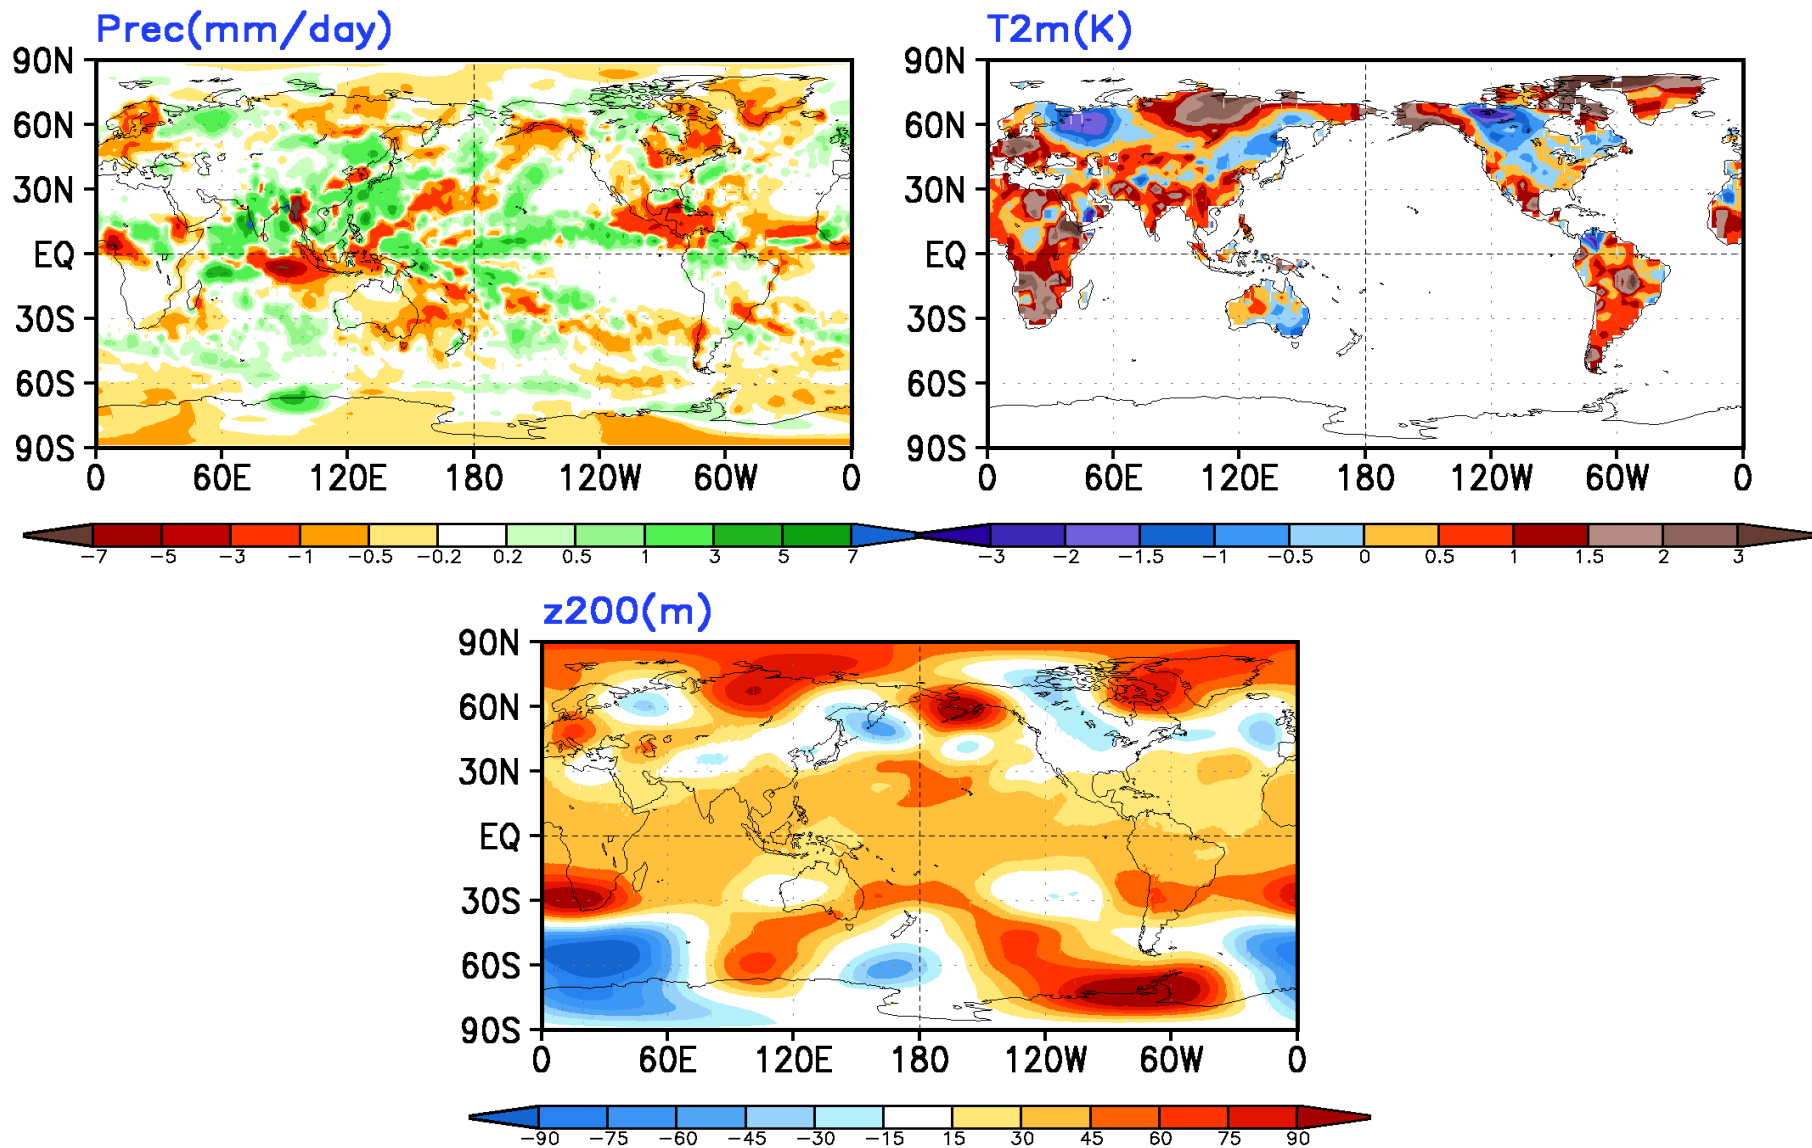 Prec(mm/day)
90N
60N
30N
EQ
30S
60S
90S
0 60E 120E 180 120W 60W 0
−7 −5 −3 −1 −0.5 −0.2 0.2 0.5 1 3 5 7
T2m(K)
90N
60N
30N
EQ
30S
60S
90S
0 60E 120E 180 120W 60W 0
−3 −2 −1.5 −1 −0.5 0 0.5 1 1.5 2 3
z200(m)
90N
60N
30N
EQ
30S
60S
90S
0 60E 120E 180 120W 60W 0
−90 −75 −60 −45 −30 −15 15 30 45 60 75 90